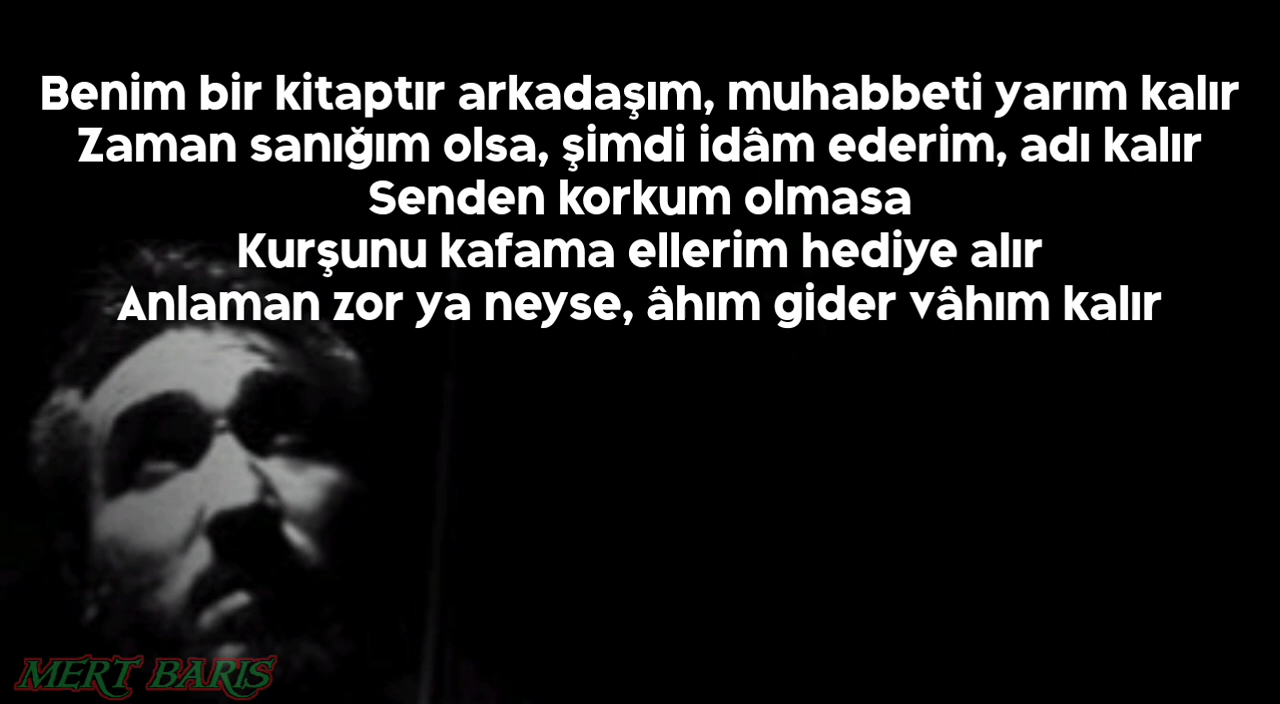 Benim bir kitaptır arkadaşım, muhabbeti yarım kalır
Zaman sanığım olsa, şimdi idâm ederim, adı kalır
Senden korkum olmasa
Kurşunu kafama ellerim hediye alır
Anlaman zor ya neyse, âhım gider vâhım kalır
MERT BARIS